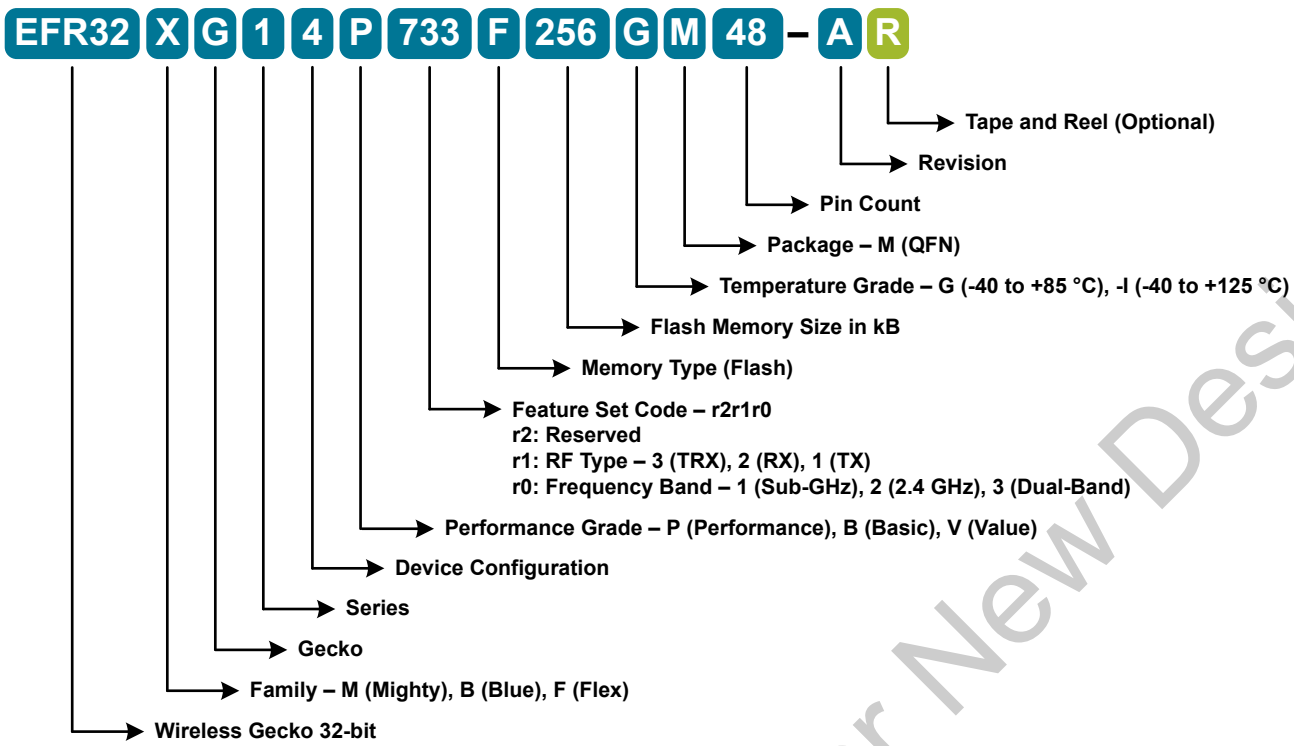 EFR32 X G 1 4 P 733 F 256 G M 48 – A R
Tape and Reel (Optional)
Revision
Pin Count
Package – M (QFN)
Temperature Grade – G (-40 to +85 °C), -I (-40 to +125 °C)
Flash Memory Size in kB
Memory Type (Flash)
Feature Set Code – r2r1r0
r2: Reserved
r1: RF Type – 3 (TRX), 2 (RX), 1 (TX)
r0: Frequency Band – 1 (Sub-GHz), 2 (2.4 GHz), 3 (Dual-Band)
Performance Grade – P (Performance), B (Basic), V (Value)
Device Configuration
Series
Gecko
Family – M (Mighty), B (Blue), F (Flex)
Wireless Gecko 32-bit
New